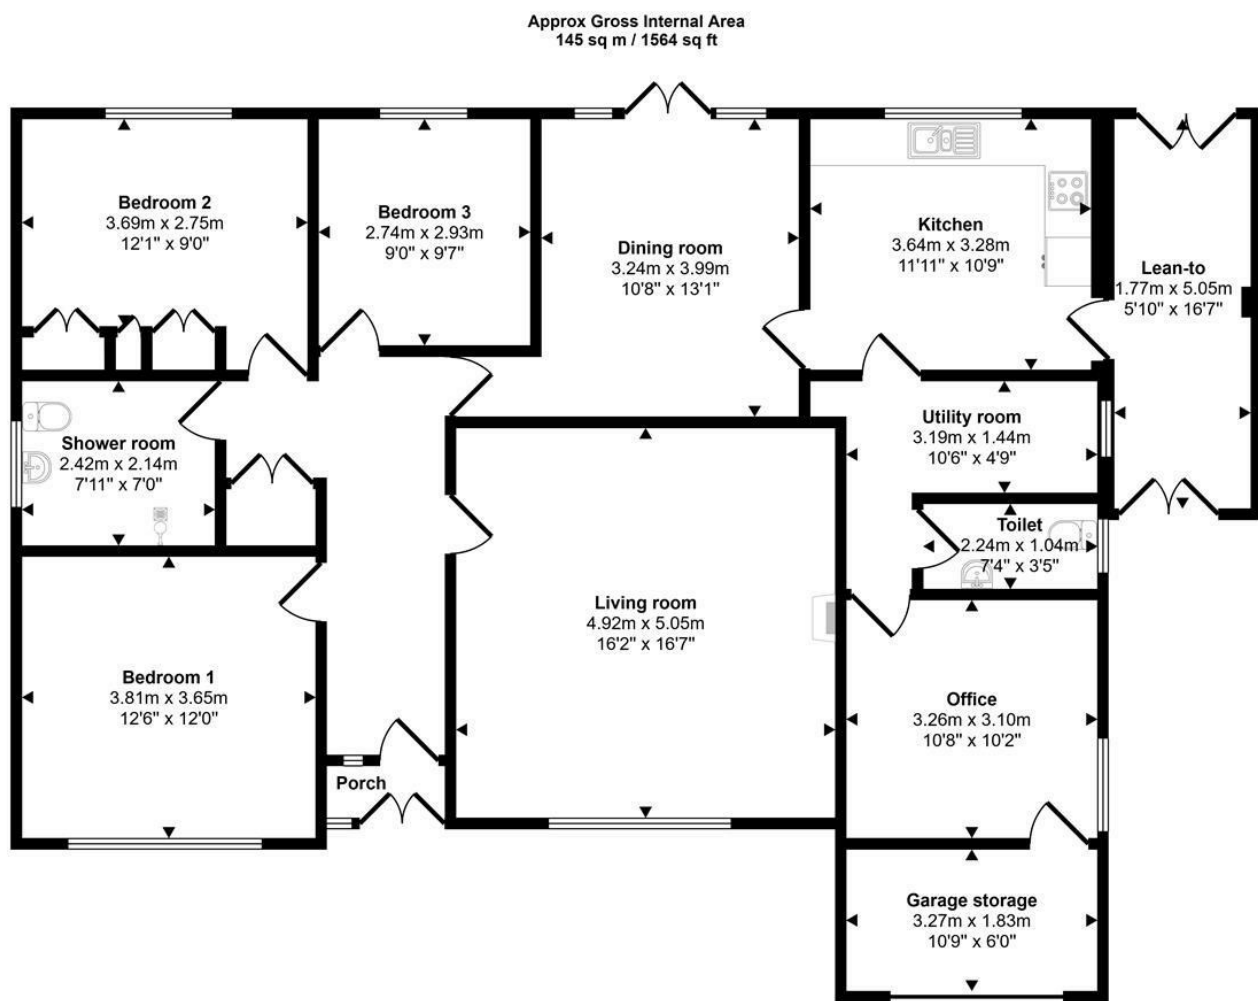 Approx Gross Internal Area
145 sq m / 1564 sq ft
Bedroom 2
3.69m x 2.75m
12'1" x 9'0"
Bedroom 3
2.74m x 2.93m
9'0" x 9'7"
Dining room
3.24m x 3.99m
10'8" x 13'1"
Kitchen
3.64m x 3.28m
11'11" x 10'9"
Lean-to
1.77m x 5.05m
5'10" x 16'7"
Shower room
2.42m x 2.14m
7'11" x 7'0"
Utility room
3.19m x 1.44m
10'6" x 4'9"
Toilet
2.24m x 1.04m
7'4" x 3'5"
Living room
4.92m x 5.05m
16'2" x 16'7"
Bedroom 1
3.81m x 3.65m
12'6" x 12'0"
Office
3.26m x 3.10m
10'8" x 10'2"
Porch
Garage storage
3.27m x 1.83m
10'9" x 6'0"